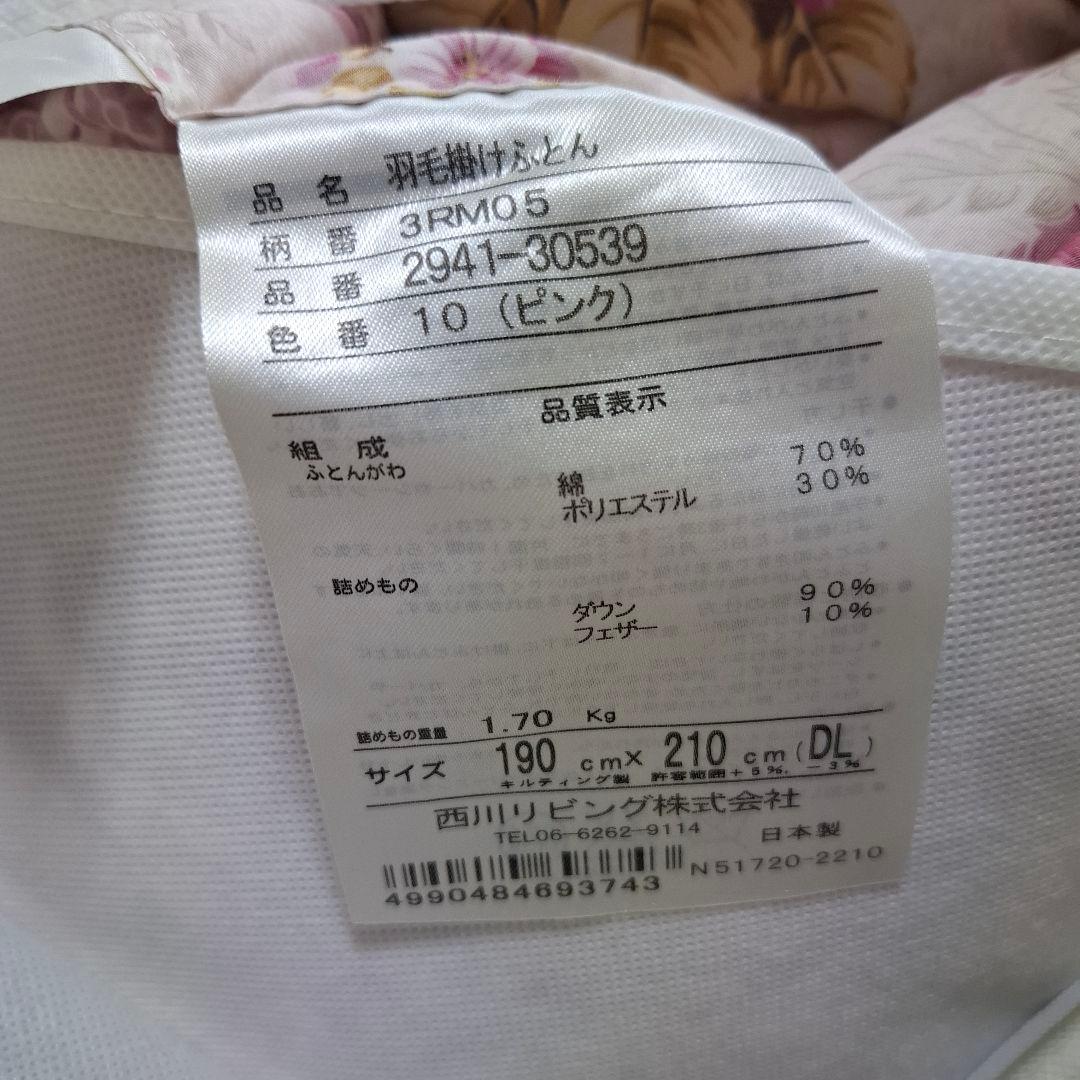 品 名 羽毛掛けふとん
柄 番 3RM05
品 番 2941-30539
色 番 10（ピンク）
品質表示
組 成
ふとんがわ
綿 70%
ポリエステル 30%
詰めもの
ダウン 90%
フェザー 10%
詰めもの重量 1.70 Kg
サイズ 190 cm× 210 cm（DL）
キルティング製 許容範囲+5%, -3%
西川リビング株式会社
TEL06-6262-9114 日本製
N51720-2210
4990484693743